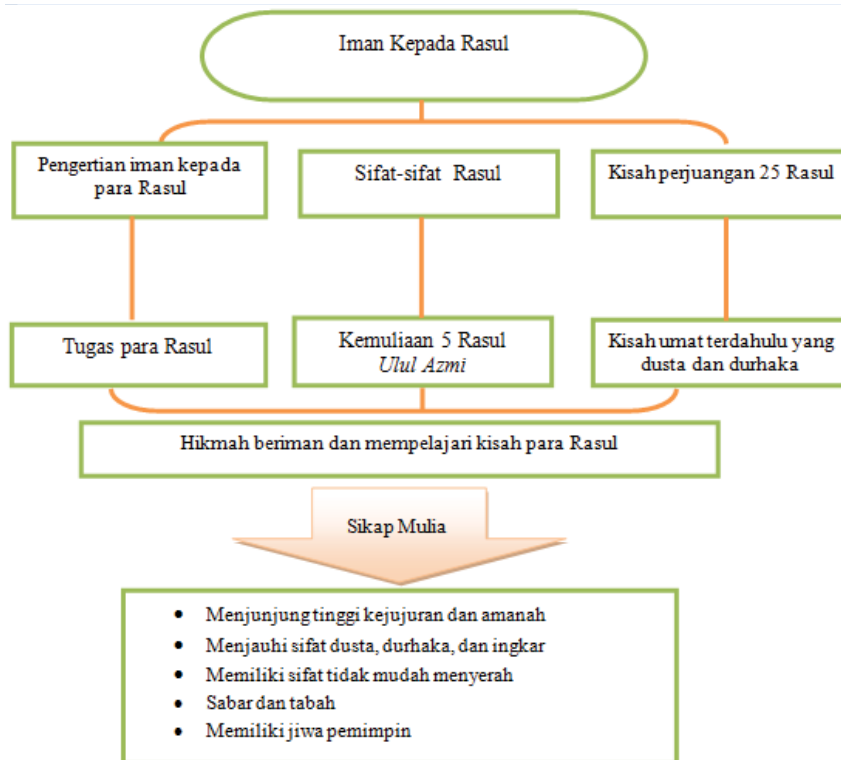 Iman Kepada Rasul
Pengertian iman kepada
para Rasul
Sifat-sifat Rasul
Kisah perjuangan 25 Rasul
Tugas para Rasul
Kemuliaan 5 Rasul
Ulul Azmi
Kisah umat terdahulu yang
dusta dan durhaka
Hikmah beriman dan mempelajari kisah para Rasul
Sikap Mulia
• Menjunjung tinggi kejujuran dan amanah
• Menjauhi sifat dusta, durhaka, dan ingkar
• Memiliki sifat tidak mudah menyerah
• Sabar dan tabah
• Memiliki jiwa pemimpin